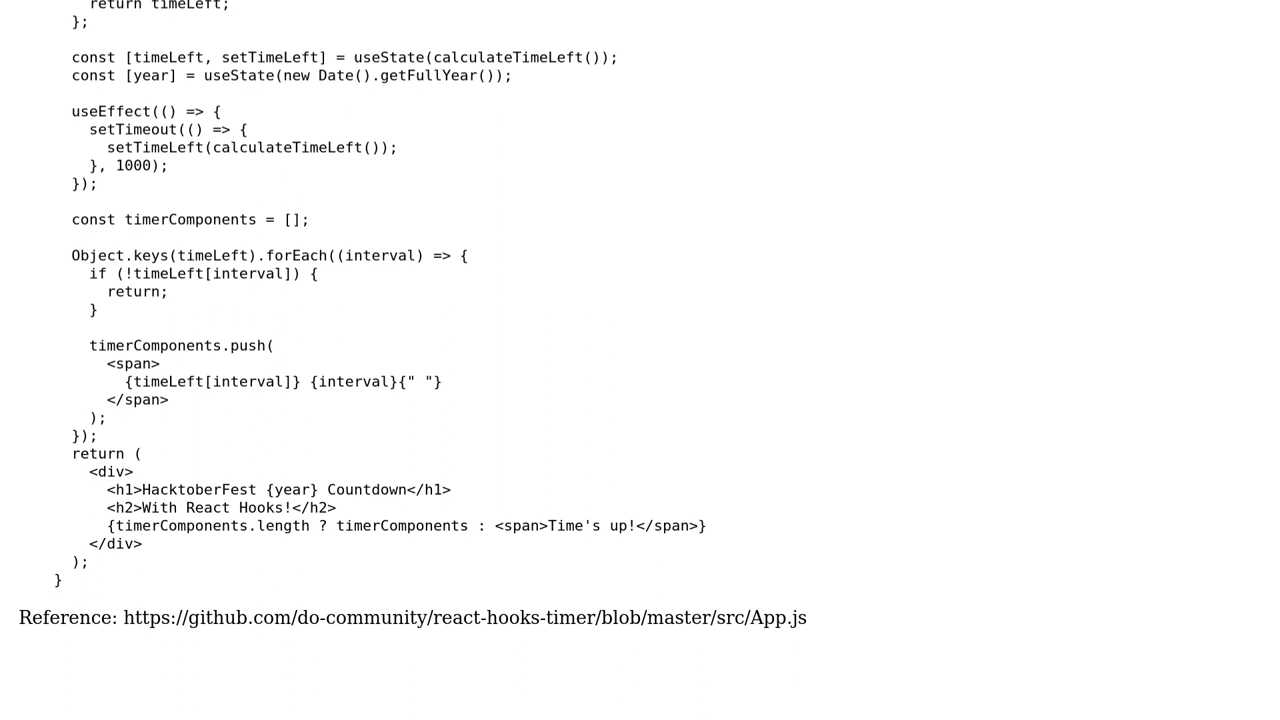 return timeLeft;
};
const [timeLeft, setTimeLeft] = useState(calculateTimeLeft());
const [year] = useState(new Date().getFullYear());
useEffect(() => {
setTimeout(() => {
setTimeLeft(calculateTimeLeft());
}, 1000);
});
const timerComponents = [];
Object.keys(timeLeft).forEach((interval) => {
if (!timeLeft[interval]) {
return;
}
timerComponents.push(
<span>
{timeLeft[interval]} {interval}{" "}
</span>
);
});
return (
<div>
<h1>HacktoberFest {year} Countdown</h1>
<h2>With React Hooks!</h2>
{timerComponents.length ? timerComponents : <span>Time's up!</span>}
</div>
);
}
Reference: https://github.com/do-community/react-hooks-timer/blob/master/src/App.js